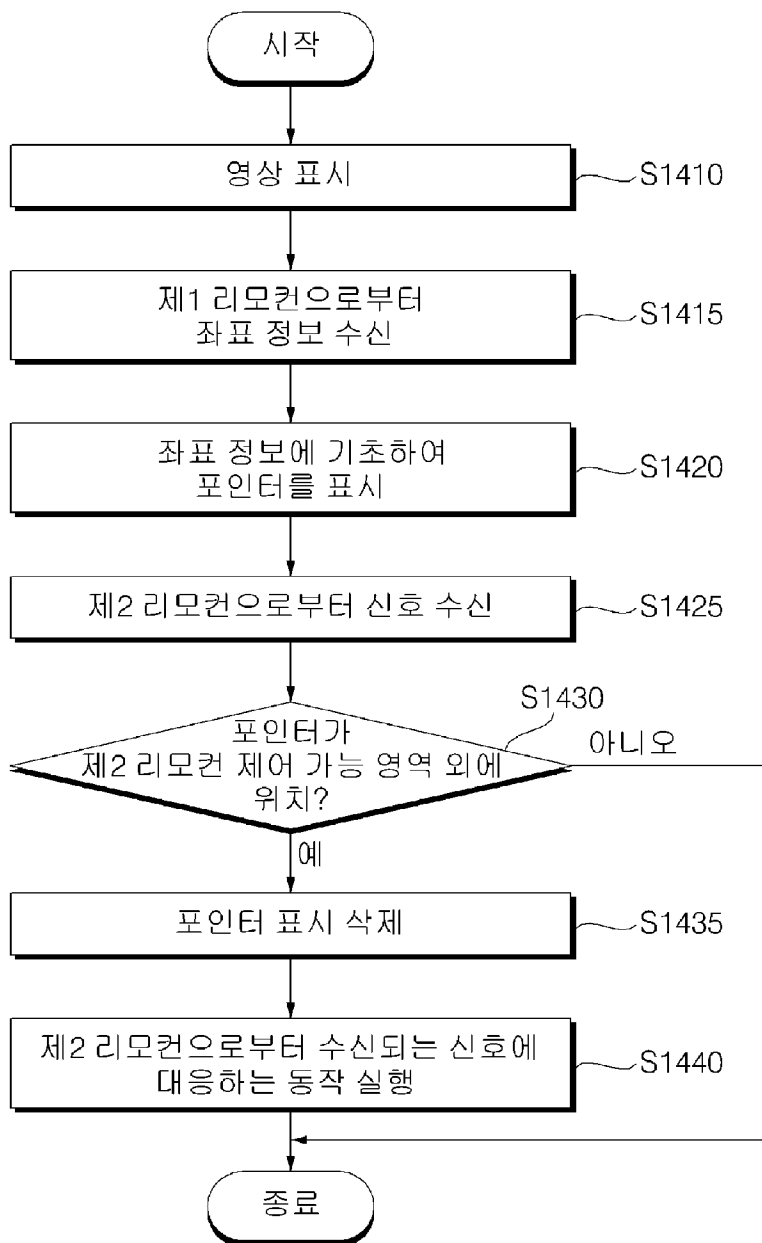 시작
영상 표시
S1410
제1 리모컨으로부터
좌표 정보 수신
S1415
좌표 정보에 기초하여
포인터를 표시
S1420
제2 리모컨으로부터 신호 수신
S1425
S1430
포인터가
제2 리모컨 제어 가능 영역 외에
위치?
아니오
예
포인터 표시 삭제
S1435
제2 리모컨으로부터 수신되는 신호에
대응하는 동작 실행
S1440
종료